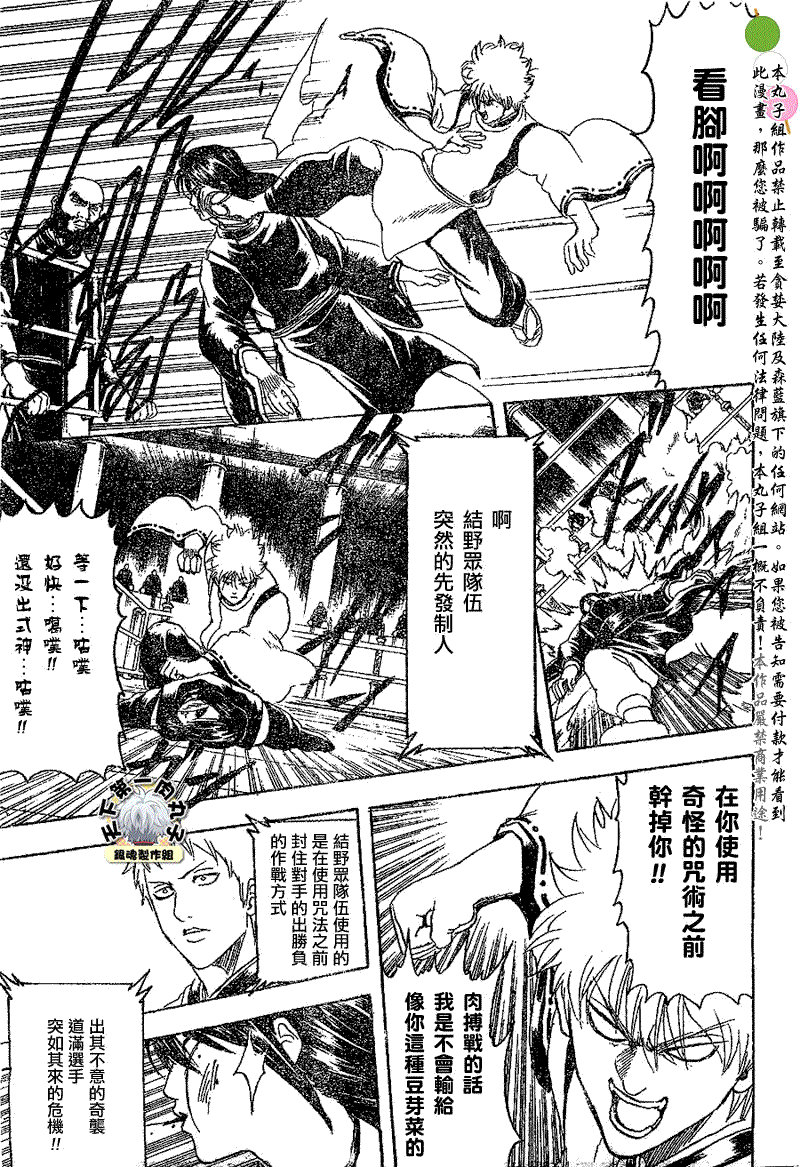 看腳啊啊啊啊啊啊
啊
結野眾隊伍
突然的先發制人
等一下…咕噗
好快…嗚噗!!
還沒出式神…咕噗!!
在你使用
奇怪的咒術之前
幹掉你!!
肉搏戰的話
我是不會輸給
像你這種豆芽菜的
結野眾隊伍使用的
是在使用咒法之前
封住對手的出勝負
的作戰方式
出其不意的奇襲
道滿選手
突如其來的危機!!
天下第一肉丸子
銀魂製作組
本丸子組作品禁止轉載至貪婪大陸及森藍旗下的任何網站。如果您被告知需要付款才能看到
此漫畫，那麼您被騙了。若發生任何法律問題，本丸子組一概不負責！本作品嚴禁商業用途！